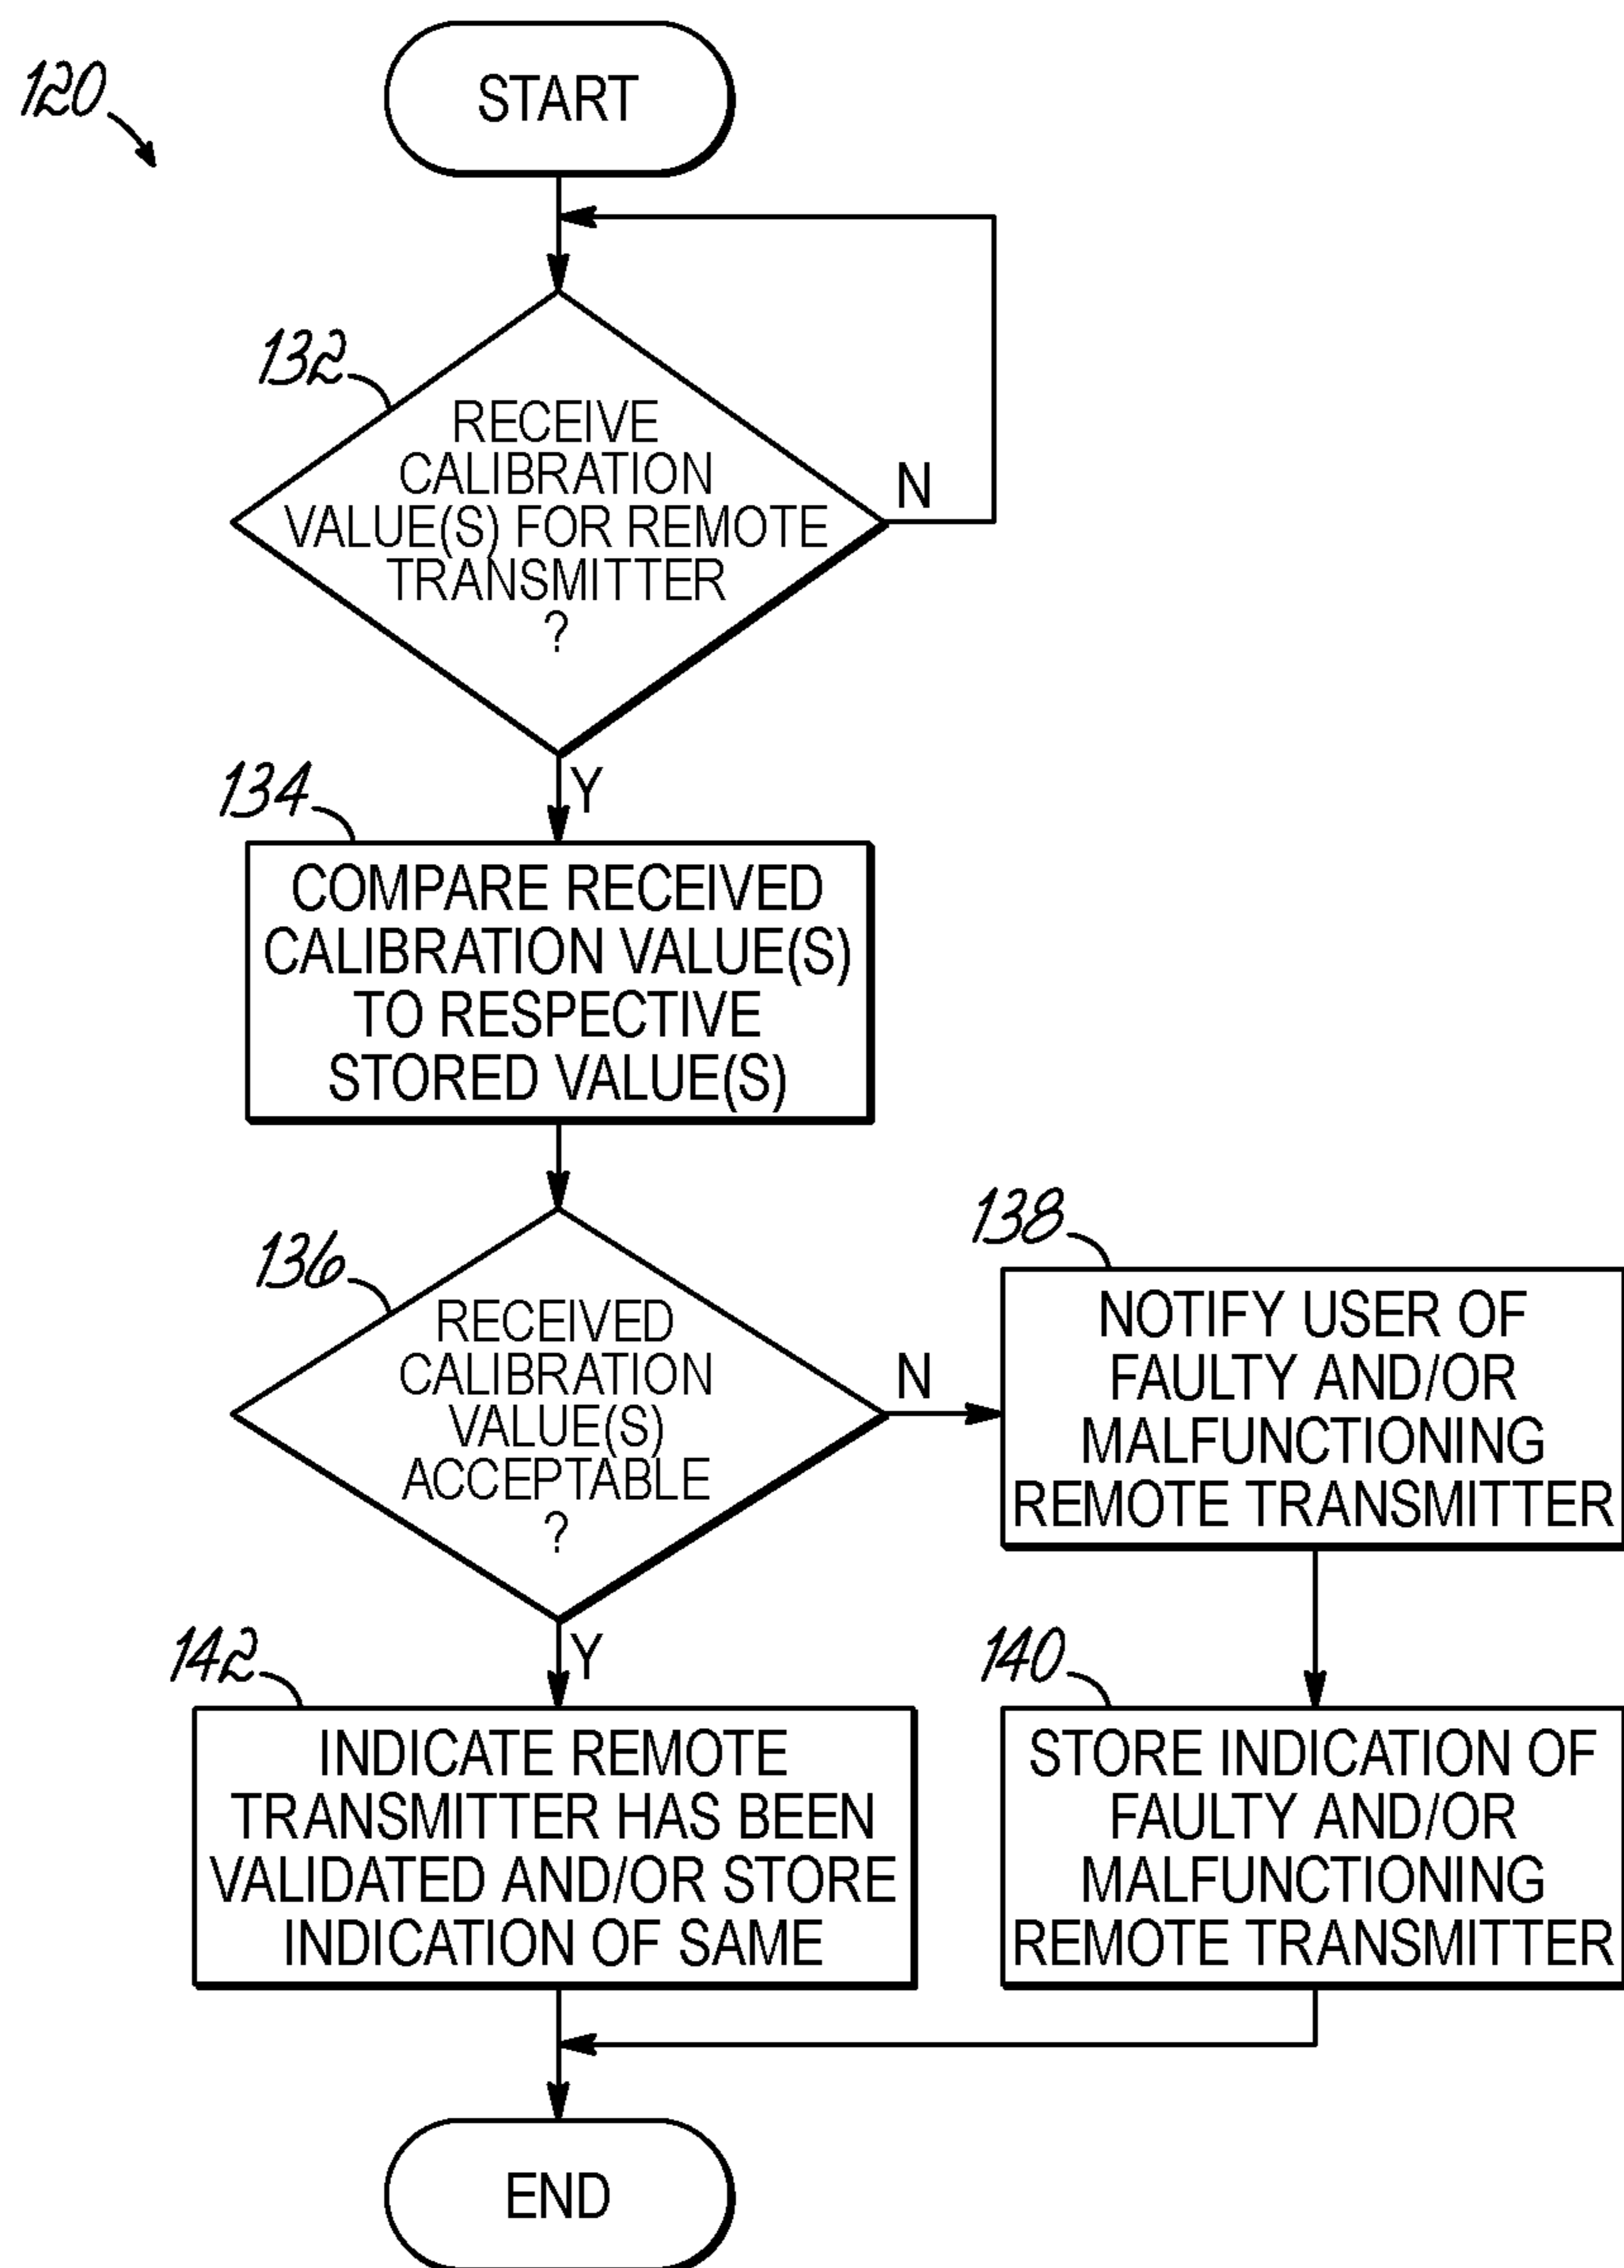 120
START
132
RECEIVE
CALIBRATION
VALUE(S) FOR REMOTE
TRANSMITTER
?
N
Y
134
COMPARE RECEIVED
CALIBRATION VALUE(S)
TO RESPECTIVE
STORED VALUE(S)
136
RECEIVED
CALIBRATION
VALUE(S)
ACCEPTABLE
?
N
138
NOTIFY USER OF
FAULTY AND/OR
MALFUNCTIONING
REMOTE TRANSMITTER
Y
142
INDICATE REMOTE
TRANSMITTER HAS BEEN
VALIDATED AND/OR STORE
INDICATION OF SAME
140
STORE INDICATION OF
FAULTY AND/OR
MALFUNCTIONING
REMOTE TRANSMITTER
END